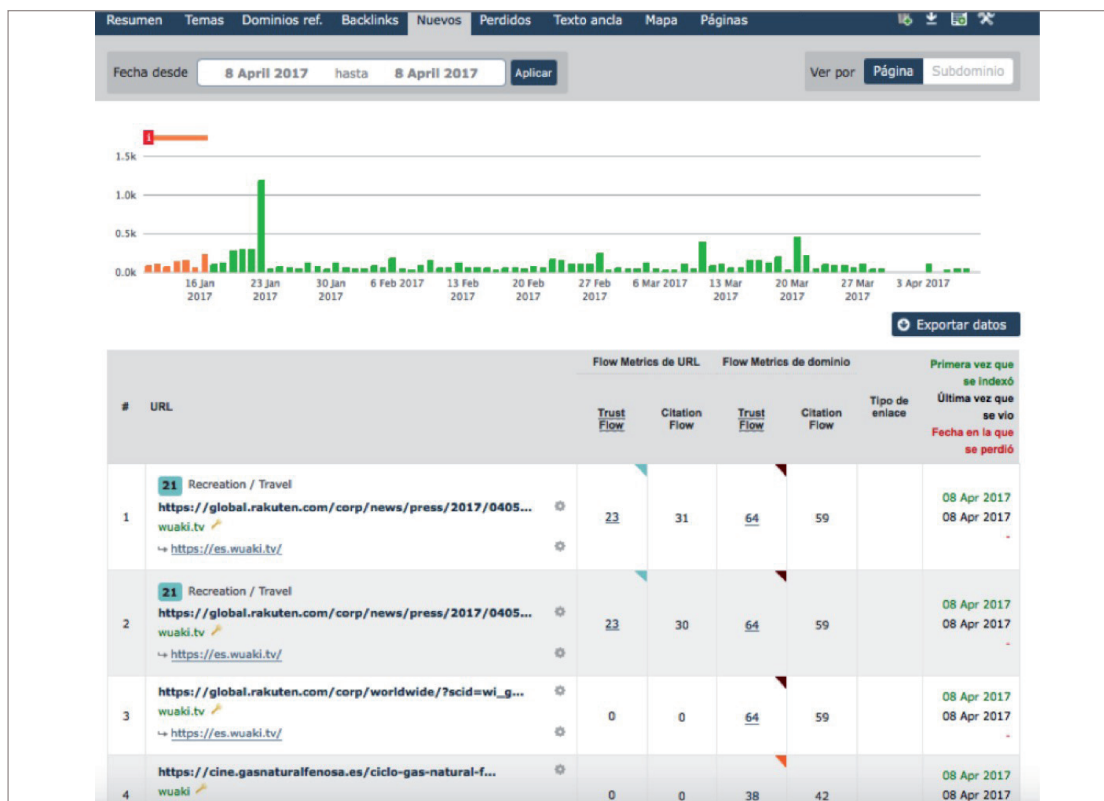 Resumen Temas Dominios ref. Backlinks Nuevos Perdidos Texto ancla Mapa Páginas
Fecha desde 8 April 2017 hasta 8 April 2017 Aplicar Ver por Página Subdominio
i
1.5k
1.0k
0.5k
0.0k
16 Jan 2017 23 Jan 2017 30 Jan 2017 6 Feb 2017 13 Feb 2017 20 Feb 2017 27 Feb 2017 6 Mar 2017 13 Mar 2017 20 Mar 2017 27 Mar 2017 3 Apr 2017
Exportar datos
# URL
Flow Metrics de URL Flow Metrics de dominio
Trust Flow Citation Flow Trust Flow Citation Flow
Tipo de enlace
Primera vez que se indexó
Última vez que se vio
Fecha en la que se perdió
21 Recreation / Travel
1 https://global.rakuten.com/corp/news/press/2017/0405... 23 31 64 59 08 Apr 2017
wuaki.tv 08 Apr 2017
https://es.wuaki.tv/ -
21 Recreation / Travel
2 https://global.rakuten.com/corp/news/press/2017/0405... 23 30 64 59 08 Apr 2017
wuaki.tv 08 Apr 2017
https://es.wuaki.tv/ -
3 https://global.rakuten.com/corp/worldwide/?scid=wi_g... 0 0 64 59 08 Apr 2017
wuaki.tv 08 Apr 2017
https://es.wuaki.tv/ -
4 https://cine.gasnaturalfenosa.es/ciclo-gas-natural-f... 0 0 38 42 08 Apr 2017
wuaki 08 Apr 2017